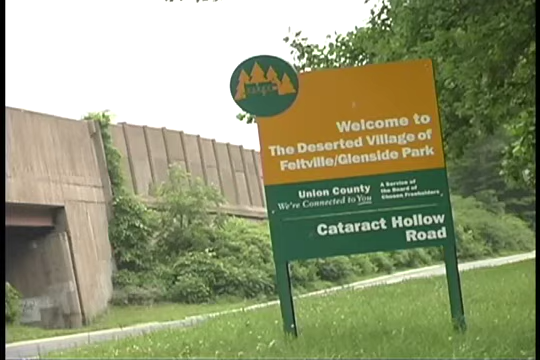 Welcome to
The Deserted Village of
Feltville/Glenside Park
Union County
We're Connected to You
A Service of
the Board of
Chosen Freeholders
Cataract Hollow
Road